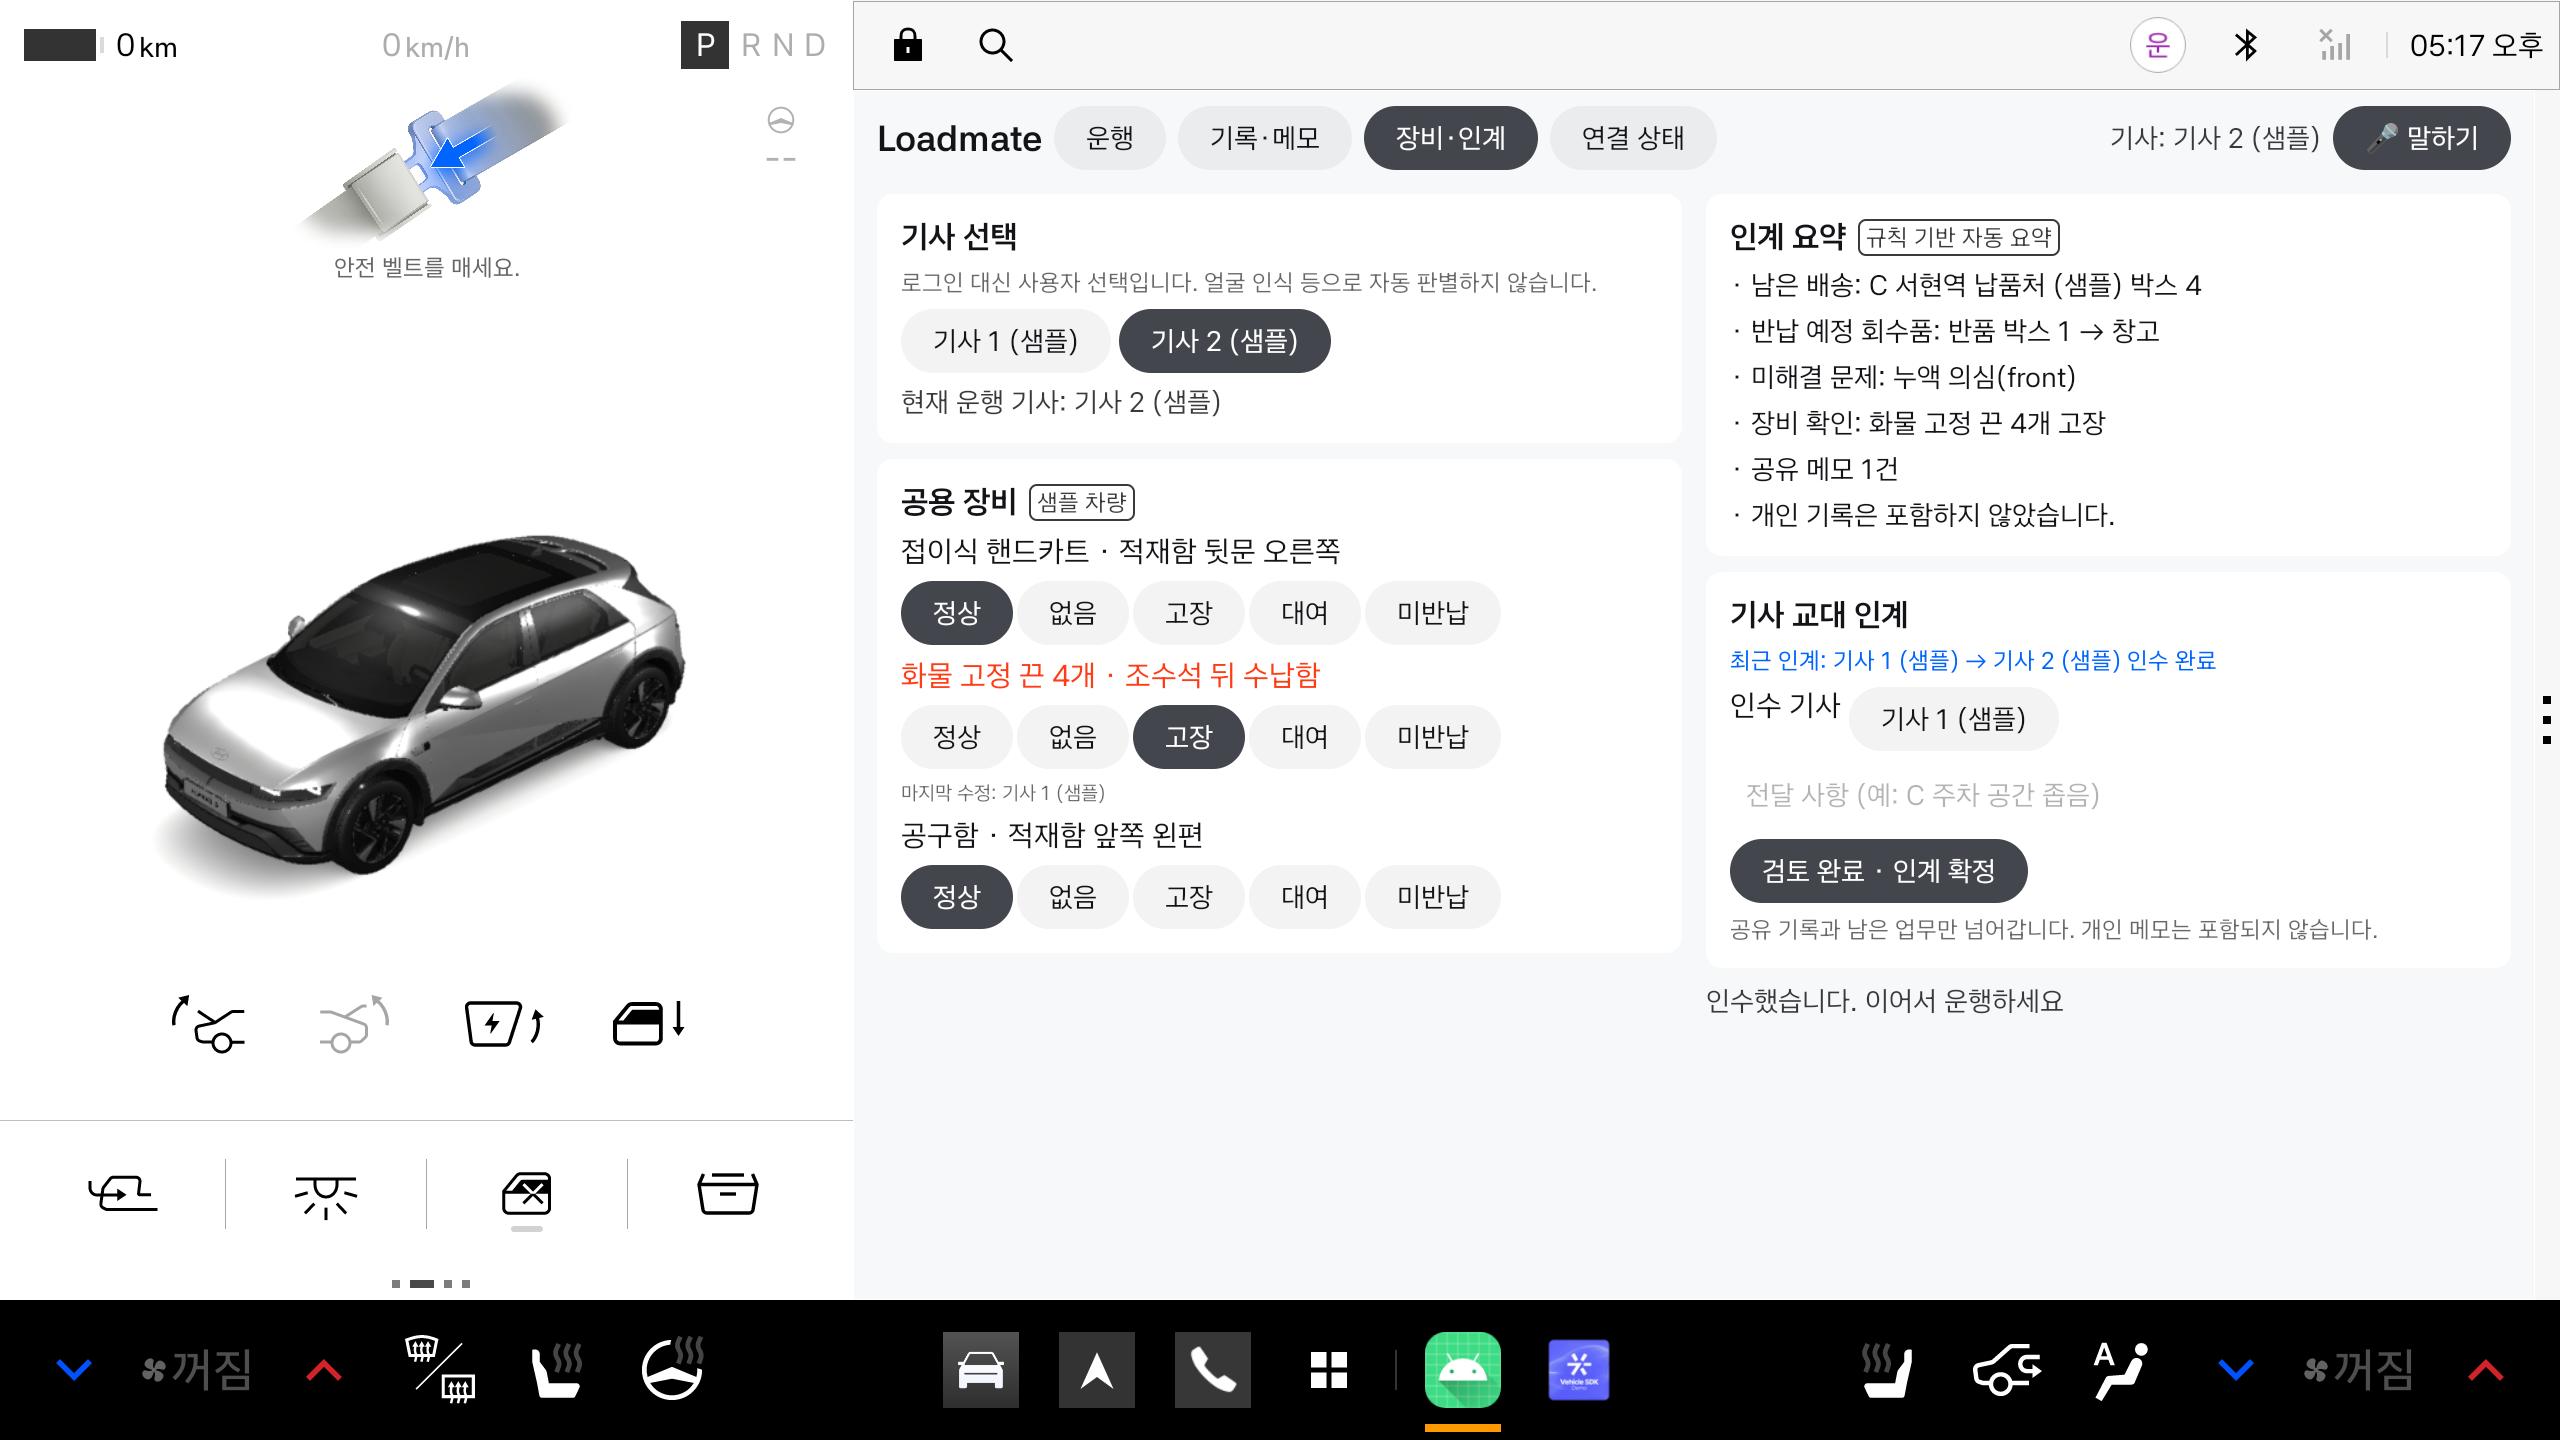 0 km
0 km/h
P R N D
안전 벨트를 매세요.
운
05:17 오후
Loadmate
운행
기록·메모
장비·인계
연결 상태
기사: 기사 2 (샘플)
말하기
기사 선택
로그인 대신 사용자 선택입니다. 얼굴 인식 등으로 자동 판별하지 않습니다.
기사 1 (샘플)
기사 2 (샘플)
현재 운행 기사: 기사 2 (샘플)
공용 장비 샘플 차량
접이식 핸드카트 · 적재함 뒷문 오른쪽
정상 없음 고장 대여 미반납
화물 고정 끈 4개 · 조수석 뒤 수납함
정상 없음 고장 대여 미반납
마지막 수정: 기사 1 (샘플)
공구함 · 적재함 앞쪽 왼편
정상 없음 고장 대여 미반납
인계 요약 규칙 기반 자동 요약
· 남은 배송: C 서현역 납품처 (샘플) 박스 4
· 반납 예정 회수품: 반품 박스 1 → 창고
· 미해결 문제: 누액 의심(front)
· 장비 확인: 화물 고정 끈 4개 고장
· 공유 메모 1건
· 개인 기록은 포함하지 않았습니다.
기사 교대 인계
최근 인계: 기사 1 (샘플) → 기사 2 (샘플) 인수 완료
인수 기사 기사 1 (샘플)
전달 사항 (예: C 주차 공간 좁음)
검토 완료 · 인계 확정
공유 기록과 남은 업무만 넘어갑니다. 개인 메모는 포함되지 않습니다.
인수했습니다. 이어서 운행하세요
꺼짐
Vehicle SDK
Demo
A
꺼짐